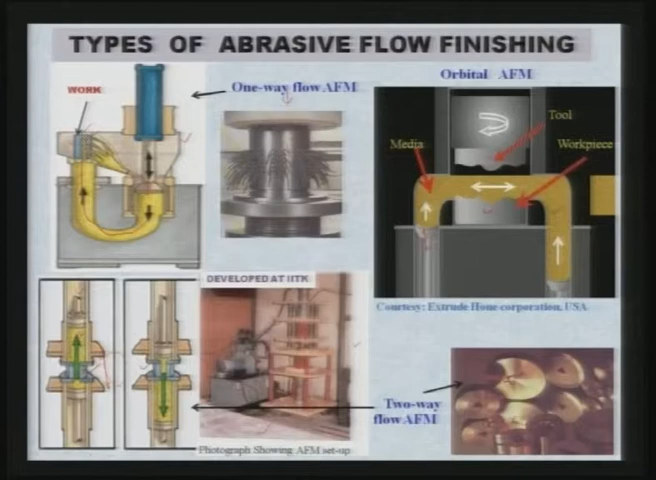 TYPES OF ABRASIVE FLOW FINISHING
WORK
One-way flow AFM
Orbital AFM
Tool
Media
Workpiece
DEVELOPED AT IITK
Courtesy: Extrude Hone corporation, USA
Two-way
flow AFM
Photograph Showing AFM set-up